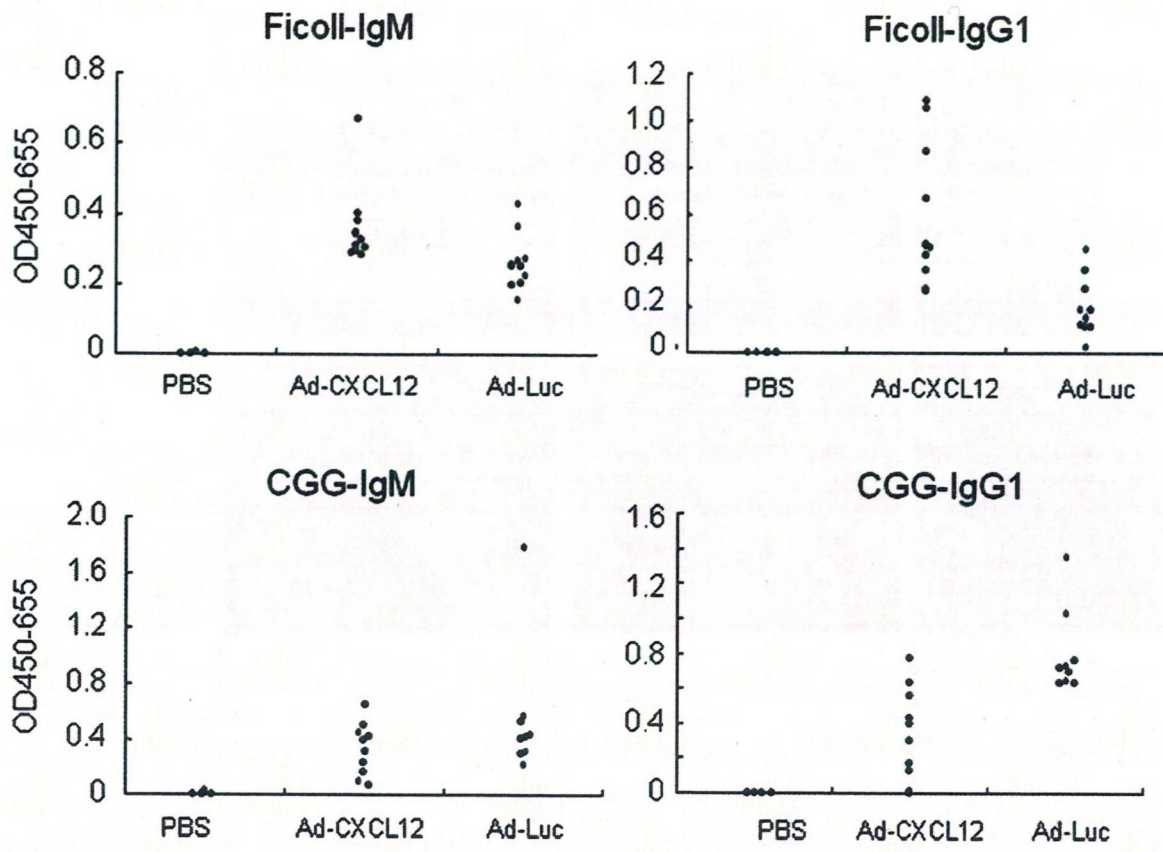 Ficoll-IgM
OD450-655
0.8
0.6
0.4
0.2
0
PBS Ad-CXCL12 Ad-Luc
Ficoll-IgG1
1.2
1.0
0.8
0.6
0.4
0.2
0
PBS Ad-CXCL12 Ad-Luc
CGG-IgM
OD450-655
2.0
1.6
1.2
0.8
0.4
0
PBS Ad-CXCL12 Ad-Luc
CGG-IgG1
1.6
1.2
0.8
0.4
0
PBS Ad-CXCL12 Ad-Luc